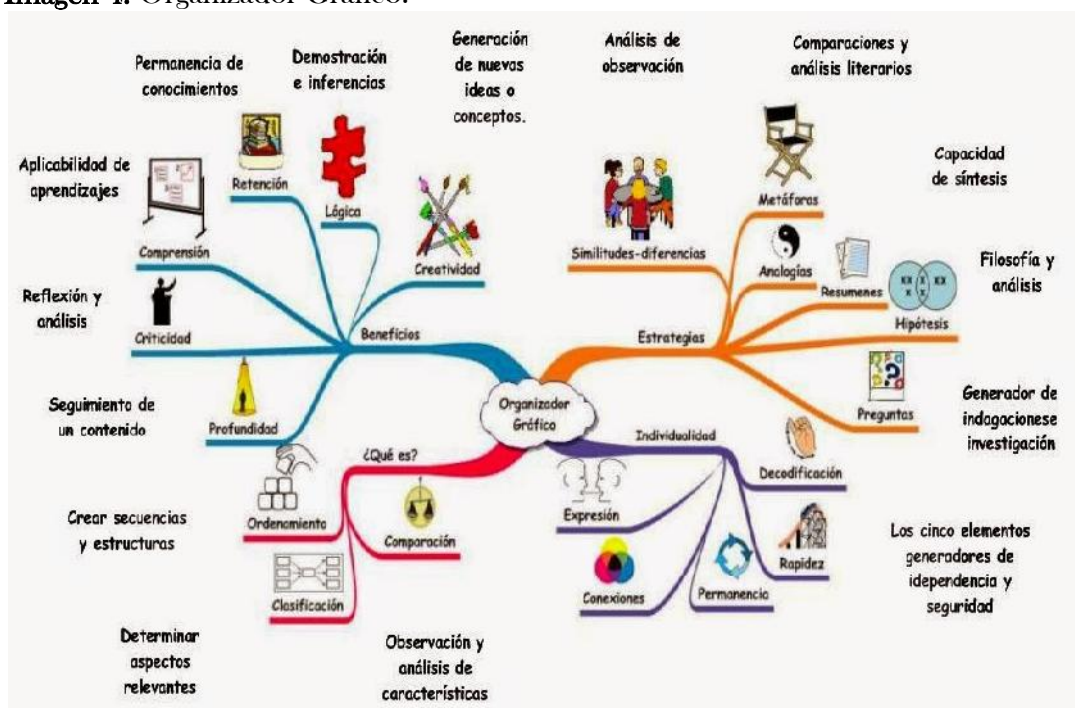 Imagen 1. Organizador Gráfico.
Permanencia de
conocimientos
Demostración
e inferencias
Generación
de nuevas
ideas o
conceptos.
Análisis de
observación
Comparaciones y
análisis literarios
Aplicabilidad de
aprendizajes
Retención
Lógica
Creatividad
Comprensión
Reflexión y
análisis
Criticidad
Beneficios
Seguimiento de
un contenido
Profundidad
Metáforas
Capacidad
de síntesis
Similitudes-diferencias
Analogías
Resumenes
Filosofía y
análisis
XX X XX
X X
Hipótesis
Estrategias
Preguntas
Generador de
indagacionese
investigación
Organizador
Gráfico
¿Qué es?
Ordenamiento
Comparación
Clasificación
Crear secuencias
y estructuras
Determinar
aspectos
relevantes
Observación y
análisis de
características
Individualidad
Decodificación
Expresión
Rapidez
Conexiones
Permanencia
Los cinco elementos
generadores de
idependencia y
seguridad